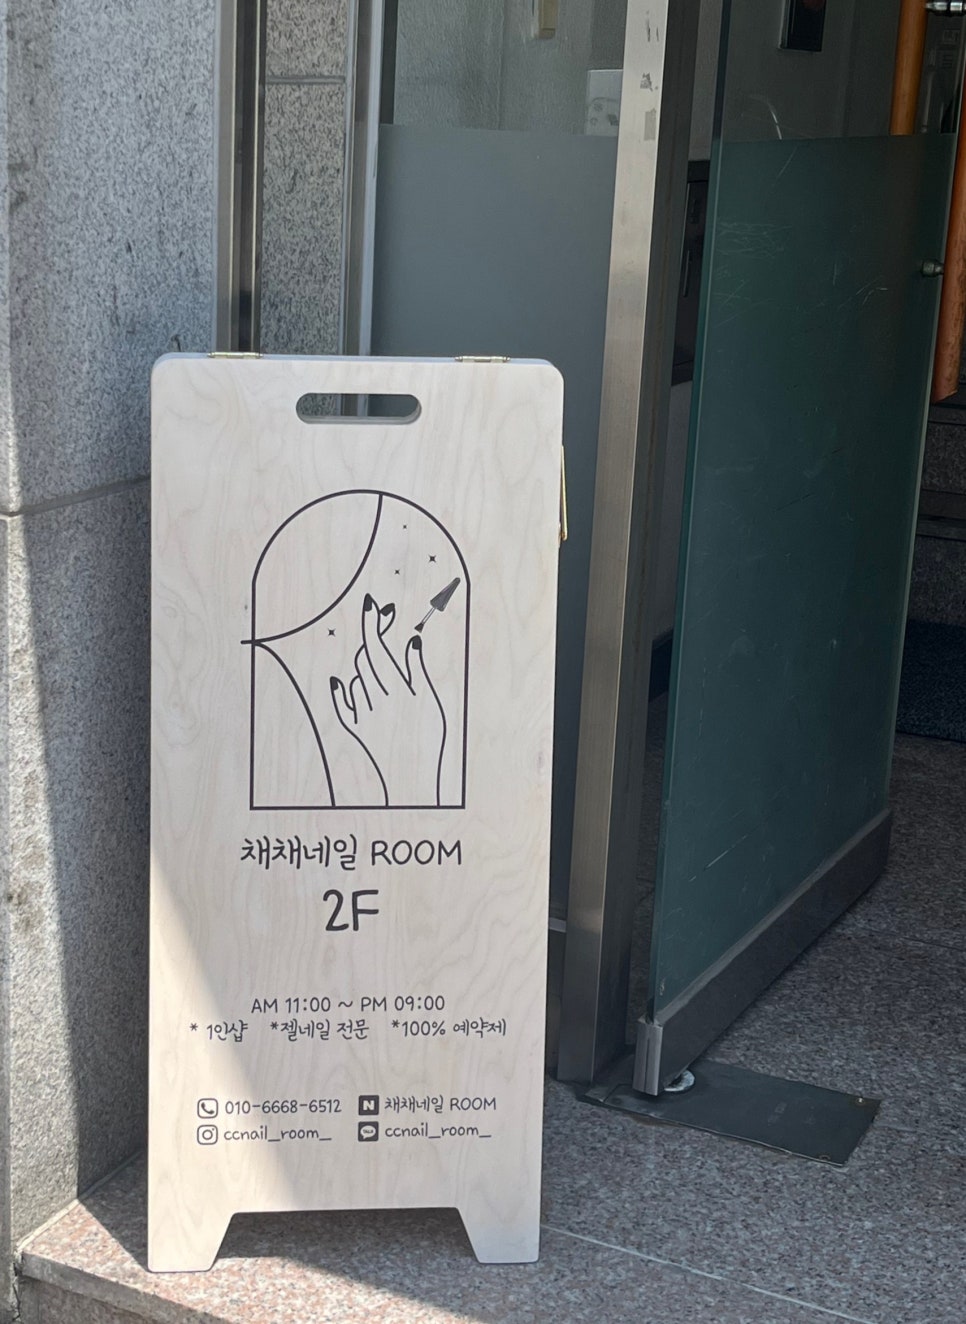 채채네일 ROOM
2F
AM 11:00 ~ PM 09:00
* 1인샵 *젤네일 전문 *100% 예약제
010-6668-6512 N 채채네일 ROOM
ccnail_room_ TALK ccnail_room_